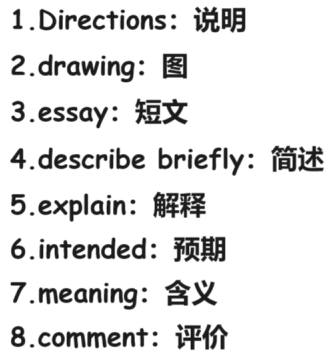 1.Directions：说明
2.drawing：图
3.essay：短文
4.describe briefly：简述
5.explain：解释
6.intended：预期
7.meaning：含义
8.comment：评价